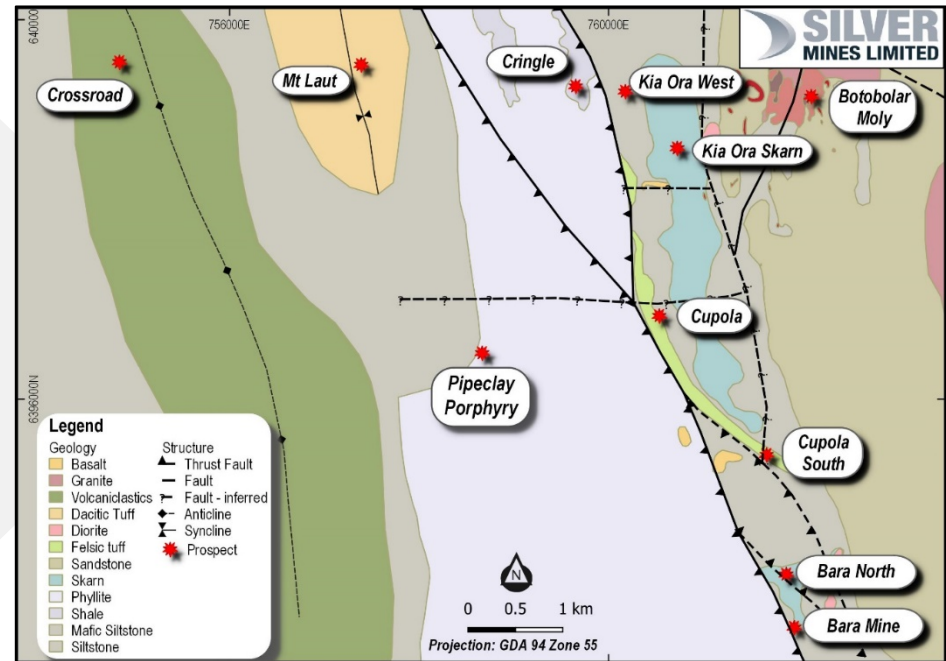 640000
756000E
760000E
SILVER
MINES LIMITED
Crossroad
Mt Laut
Cringle
Kia Ora West
Botobolar
Moly
Kia Ora Skarn
Cupola
Pipeclay
Porphyry
6396000N
Cupola
South
Bara North
Bara Mine
Legend
Geology
Basalt
Granite
Volcaniclastics
Dacitic Tuff
Diorite
Felsic tuff
Sandstone
Skarn
Phyllite
Shale
Mafic Siltstone
Siltstone
Structure
Thrust Fault
Fault
? Fault - inferred
Anticline
Syncline
Prospect
N
0 0.5 1 km
Projection: GDA 94 Zone 55